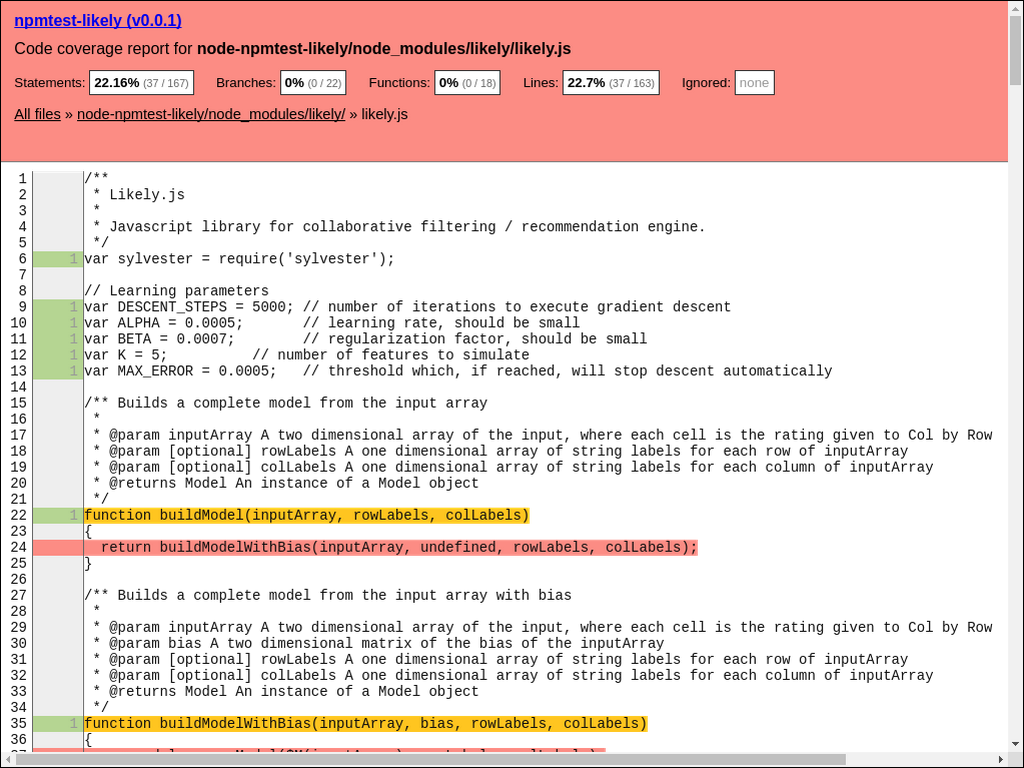 npmtest-likely (v0.0.1)
Code coverage report for node-npmtest-likely/node_modules/likely/likely.js
Statements: 22.16% (37 / 167) Branches: 0% (0 / 22) Functions: 0% (0 / 18) Lines: 22.7% (37 / 163) Ignored: none
All files » node-npmtest-likely/node_modules/likely/ » likely.js
1 /**
2 * Likely.js
3 *
4 * Javascript library for collaborative filtering / recommendation engine.
5 */
6 1 var sylvester = require('sylvester');
7
8 // Learning parameters
9 1 var DESCENT_STEPS = 5000; // number of iterations to execute gradient descent
10 1 var ALPHA = 0.0005; // learning rate, should be small
11 1 var BETA = 0.0007; // regularization factor, should be small
12 1 var K = 5; // number of features to simulate
13 1 var MAX_ERROR = 0.0005; // threshold which, if reached, will stop descent automatically
14
15 /** Builds a complete model from the input array
16 *
17 * @param inputArray A two dimensional array of the input, where each cell is the rating given to Col by Row
18 * @param [optional] rowLabels A one dimensional array of string labels for each row of inputArray
19 * @param [optional] colLabels A one dimensional array of string labels for each column of inputArray
20 * @returns Model An instance of a Model object
21 */
22 1 function buildModel(inputArray, rowLabels, colLabels)
23 {
24 return buildModelWithBias(inputArray, undefined, rowLabels, colLabels);
25 }
26
27 /** Builds a complete model from the input array with bias
28 *
29 * @param inputArray A two dimensional array of the input, where each cell is the rating given to Col by Row
30 * @param bias A two dimensional matrix of the bias of the inputArray
31 * @param [optional] rowLabels A one dimensional array of string labels for each row of inputArray
32 * @param [optional] colLabels A one dimensional array of string labels for each column of inputArray
33 * @returns Model An instance of a Model object
34 */
35 1 function buildModelWithBias(inputArray, bias, rowLabels, colLabels)
36 {